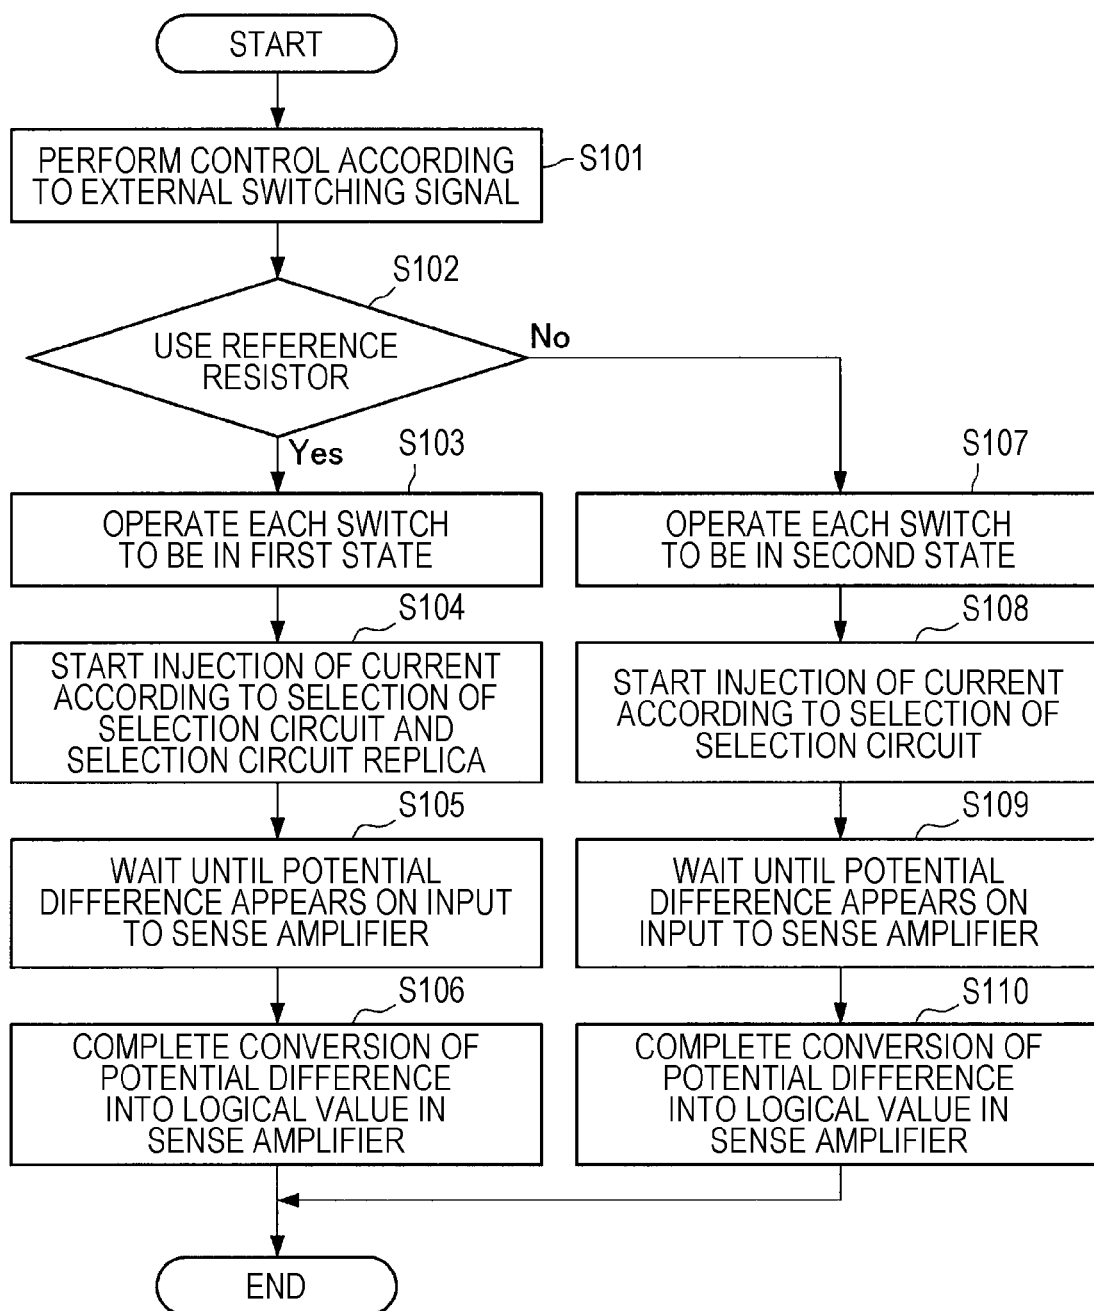 START
PERFORM CONTROL ACCORDING
TO EXTERNAL SWITCHING SIGNAL
S101
S102
USE REFERENCE
RESISTOR
No
Yes
S103
OPERATE EACH SWITCH
TO BE IN FIRST STATE
S104
START INJECTION OF CURRENT
ACCORDING TO SELECTION OF
SELECTION CIRCUIT AND
SELECTION CIRCUIT REPLICA
S105
WAIT UNTIL POTENTIAL
DIFFERENCE APPEARS ON INPUT
TO SENSE AMPLIFIER
S106
COMPLETE CONVERSION OF
POTENTIAL DIFFERENCE
INTO LOGICAL VALUE IN
SENSE AMPLIFIER
S107
OPERATE EACH SWITCH
TO BE IN SECOND STATE
S108
START INJECTION OF CURRENT
ACCORDING TO SELECTION OF
SELECTION CIRCUIT
S109
WAIT UNTIL POTENTIAL
DIFFERENCE APPEARS ON
INPUT TO SENSE AMPLIFIER
S110
COMPLETE CONVERSION OF
POTENTIAL DIFFERENCE
INTO LOGICAL VALUE IN
SENSE AMPLIFIER
END